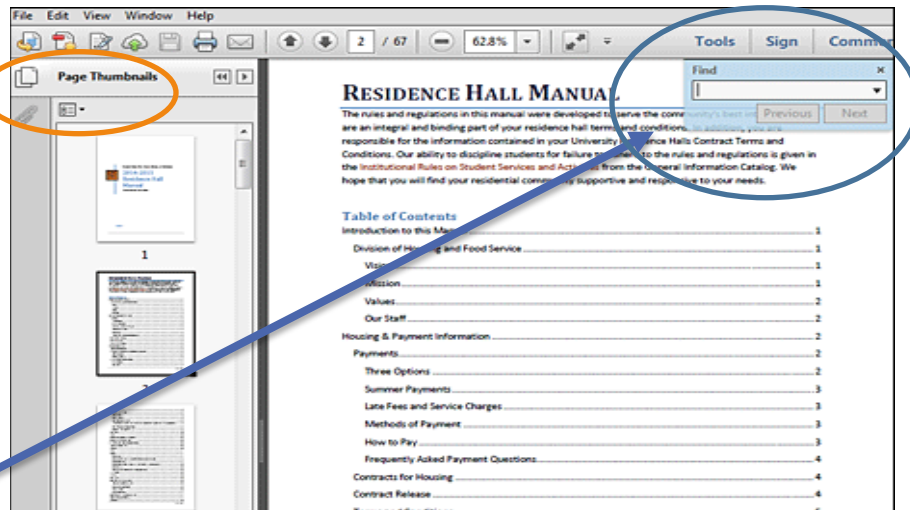 File Edit View Window Help
2 / 67 62.8% Tools Sign Commen
Page Thumbnails
Find
Previous Next
1
2014-2015
Residence Hall
Manual
RESIDENCE HALL MANUAL
The rules and regulations in this manual were developed to serve the community's best
are an integral and binding part of your residence hall terms and conditions. In addition, you are
responsible for the information contained in your University Residence Halls Contract Terms and
Conditions. Our ability to discipline students for failure to adhere to the rules and regulations is given in
the Institutional Rules on Student Services and Activities from the General Information Catalog. We
hope that you will find your residential community supportive and responsive to your needs.
Table of Contents
Introduction to this Manual 1
Division of Housing and Food Service 1
Vision 1
Mission 1
Values 2
Our Staff 2
Housing & Payment Information 2
Payments 2
Three Options 2
Summer Payments 3
Late Fees and Service Charges 3
Methods of Payment 3
How to Pay 3
Frequently Asked Payment Questions 4
Contracts for Housing 4
Contract Release 4